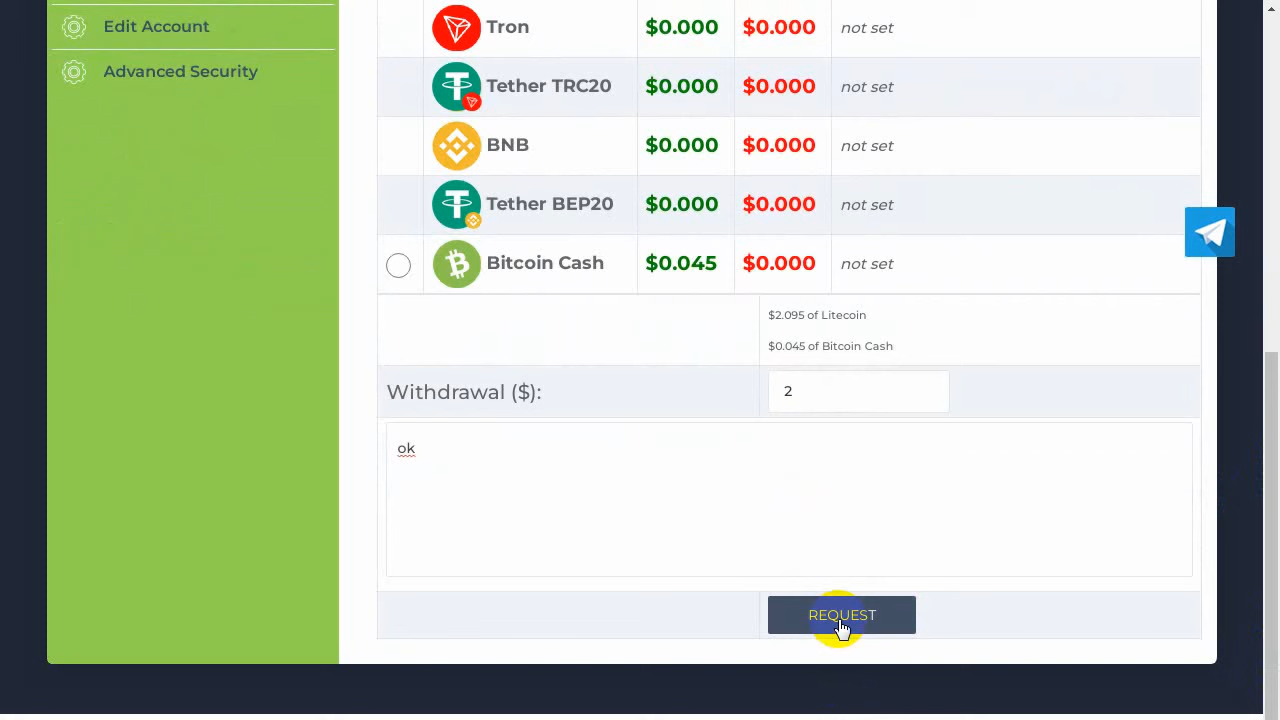 Edit Account
Advanced Security
Tron $0.000 $0.000 not set
Tether TRC20 $0.000 $0.000 not set
BNB $0.000 $0.000 not set
Tether BEP20 $0.000 $0.000 not set
Bitcoin Cash $0.045 $0.000 not set
$2.095 of Litecoin
$0.045 of Bitcoin Cash
Withdrawal ($): 2
ok
REQUEST